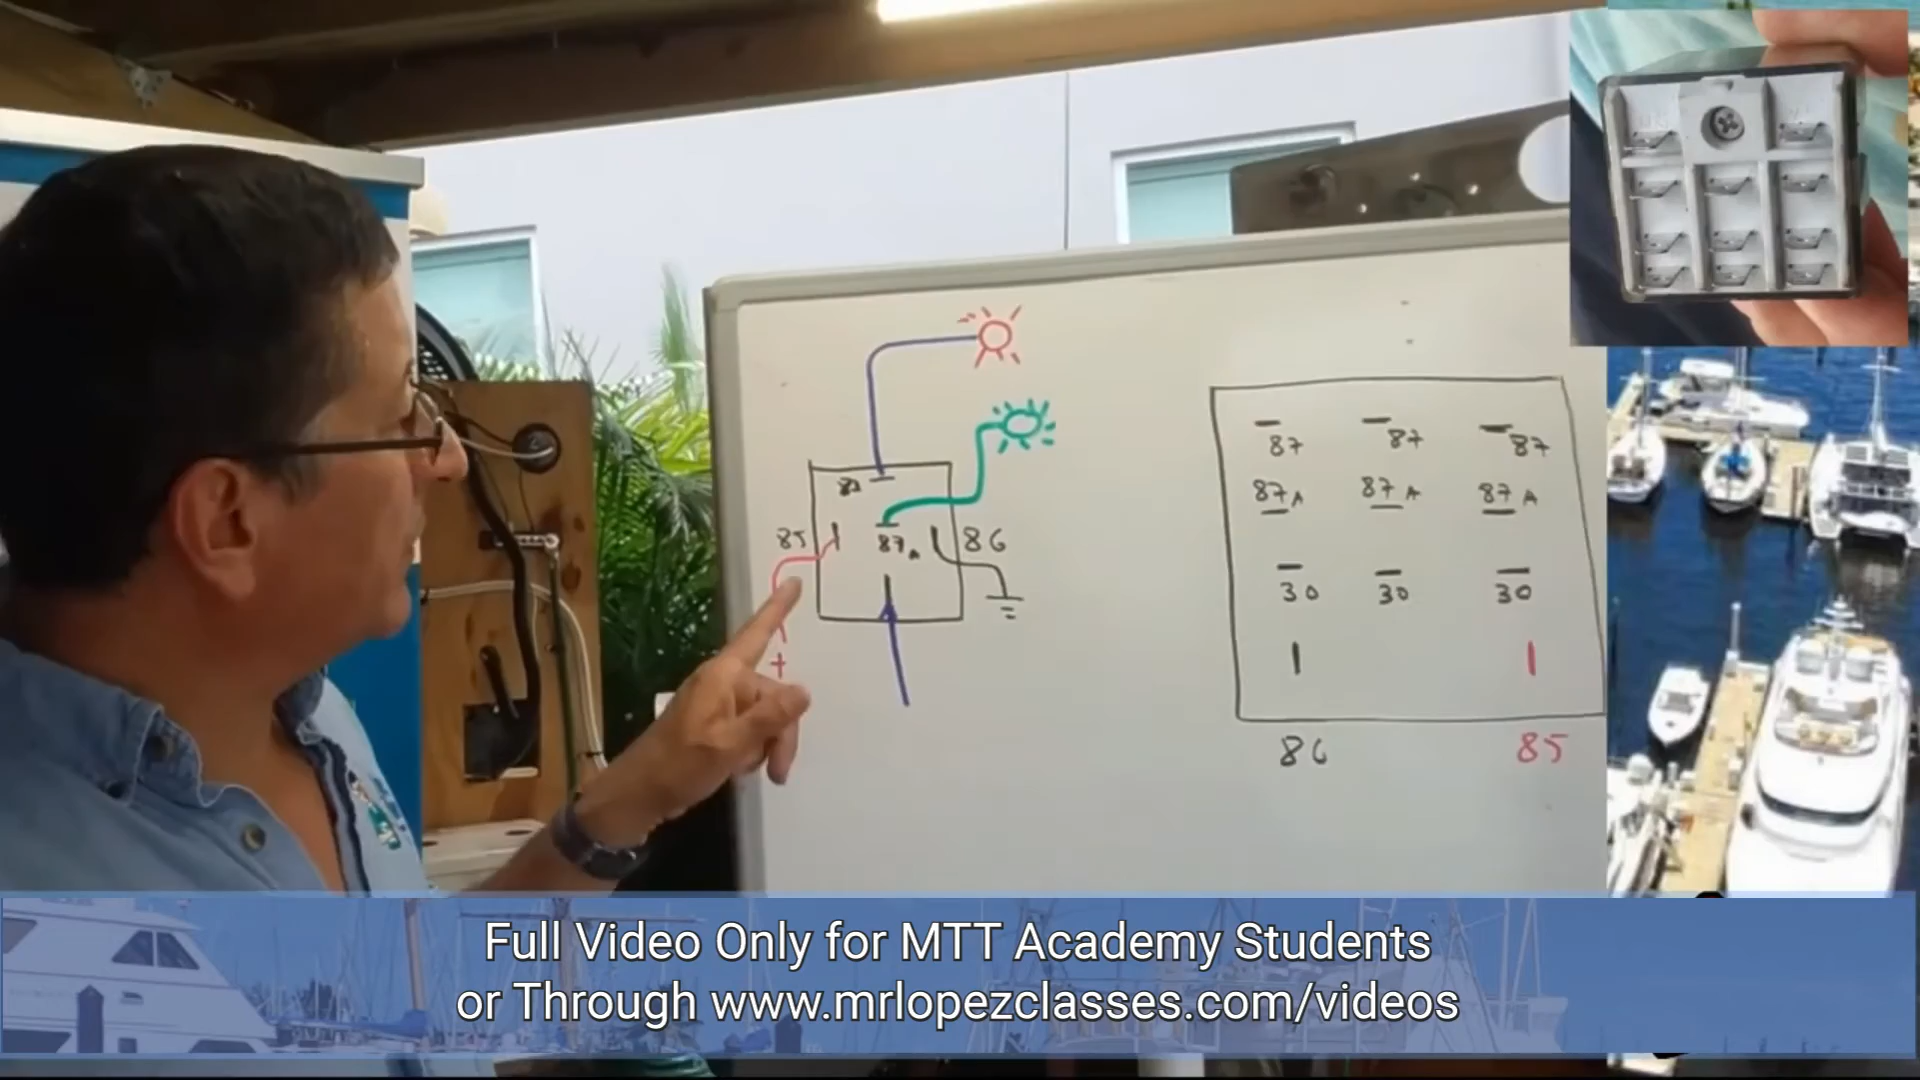 85
87A
86
+
87 87 87
87A 87A 87A
30 30 30
86 85
Full Video Only for MTT Academy Students
or Through www.mrlopezclasses.com/videos